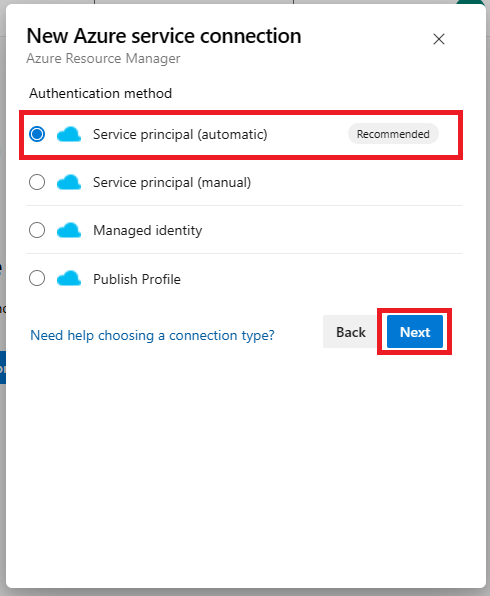 New Azure service connection
Azure Resource Manager
Authentication method
Service principal (automatic) Recommended
Service principal (manual)
Managed identity
Publish Profile
Need help choosing a connection type? Back Next